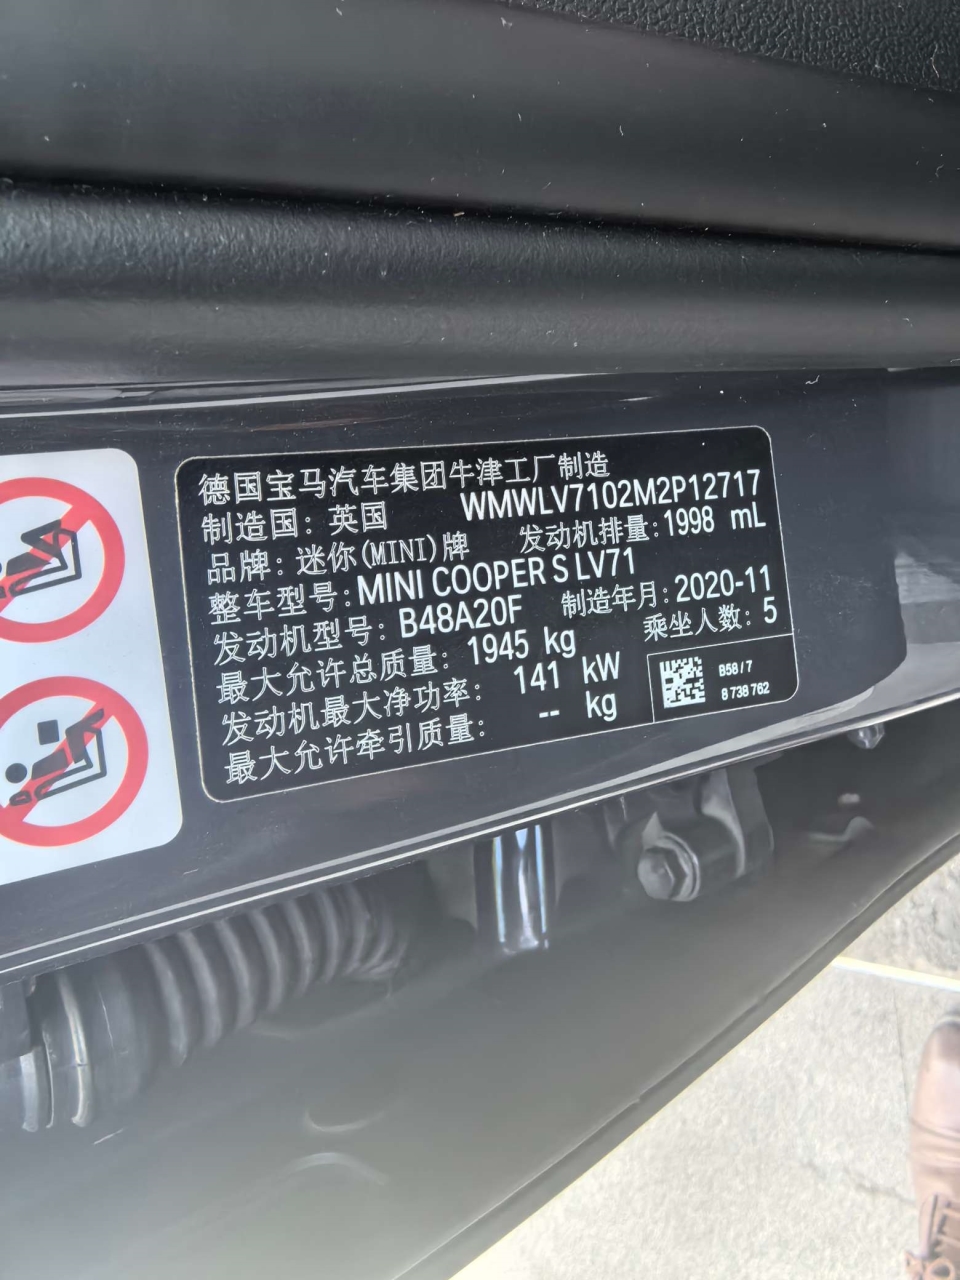 德国宝马汽车集团牛津工厂制造
制造国: 英国 WMWLV7102M2P12717
品牌: 迷你(MINI)牌 发动机排量: 1998 mL
整车型号: MINI COOPER S LV71
发动机型号: B48A20F 制造年月: 2020-11
最大允许总质量: 1945 kg 乘坐人数: 5
发动机最大净功率: 141 kW
最大允许牵引质量: -- kg
B58 / 7
8 738 762